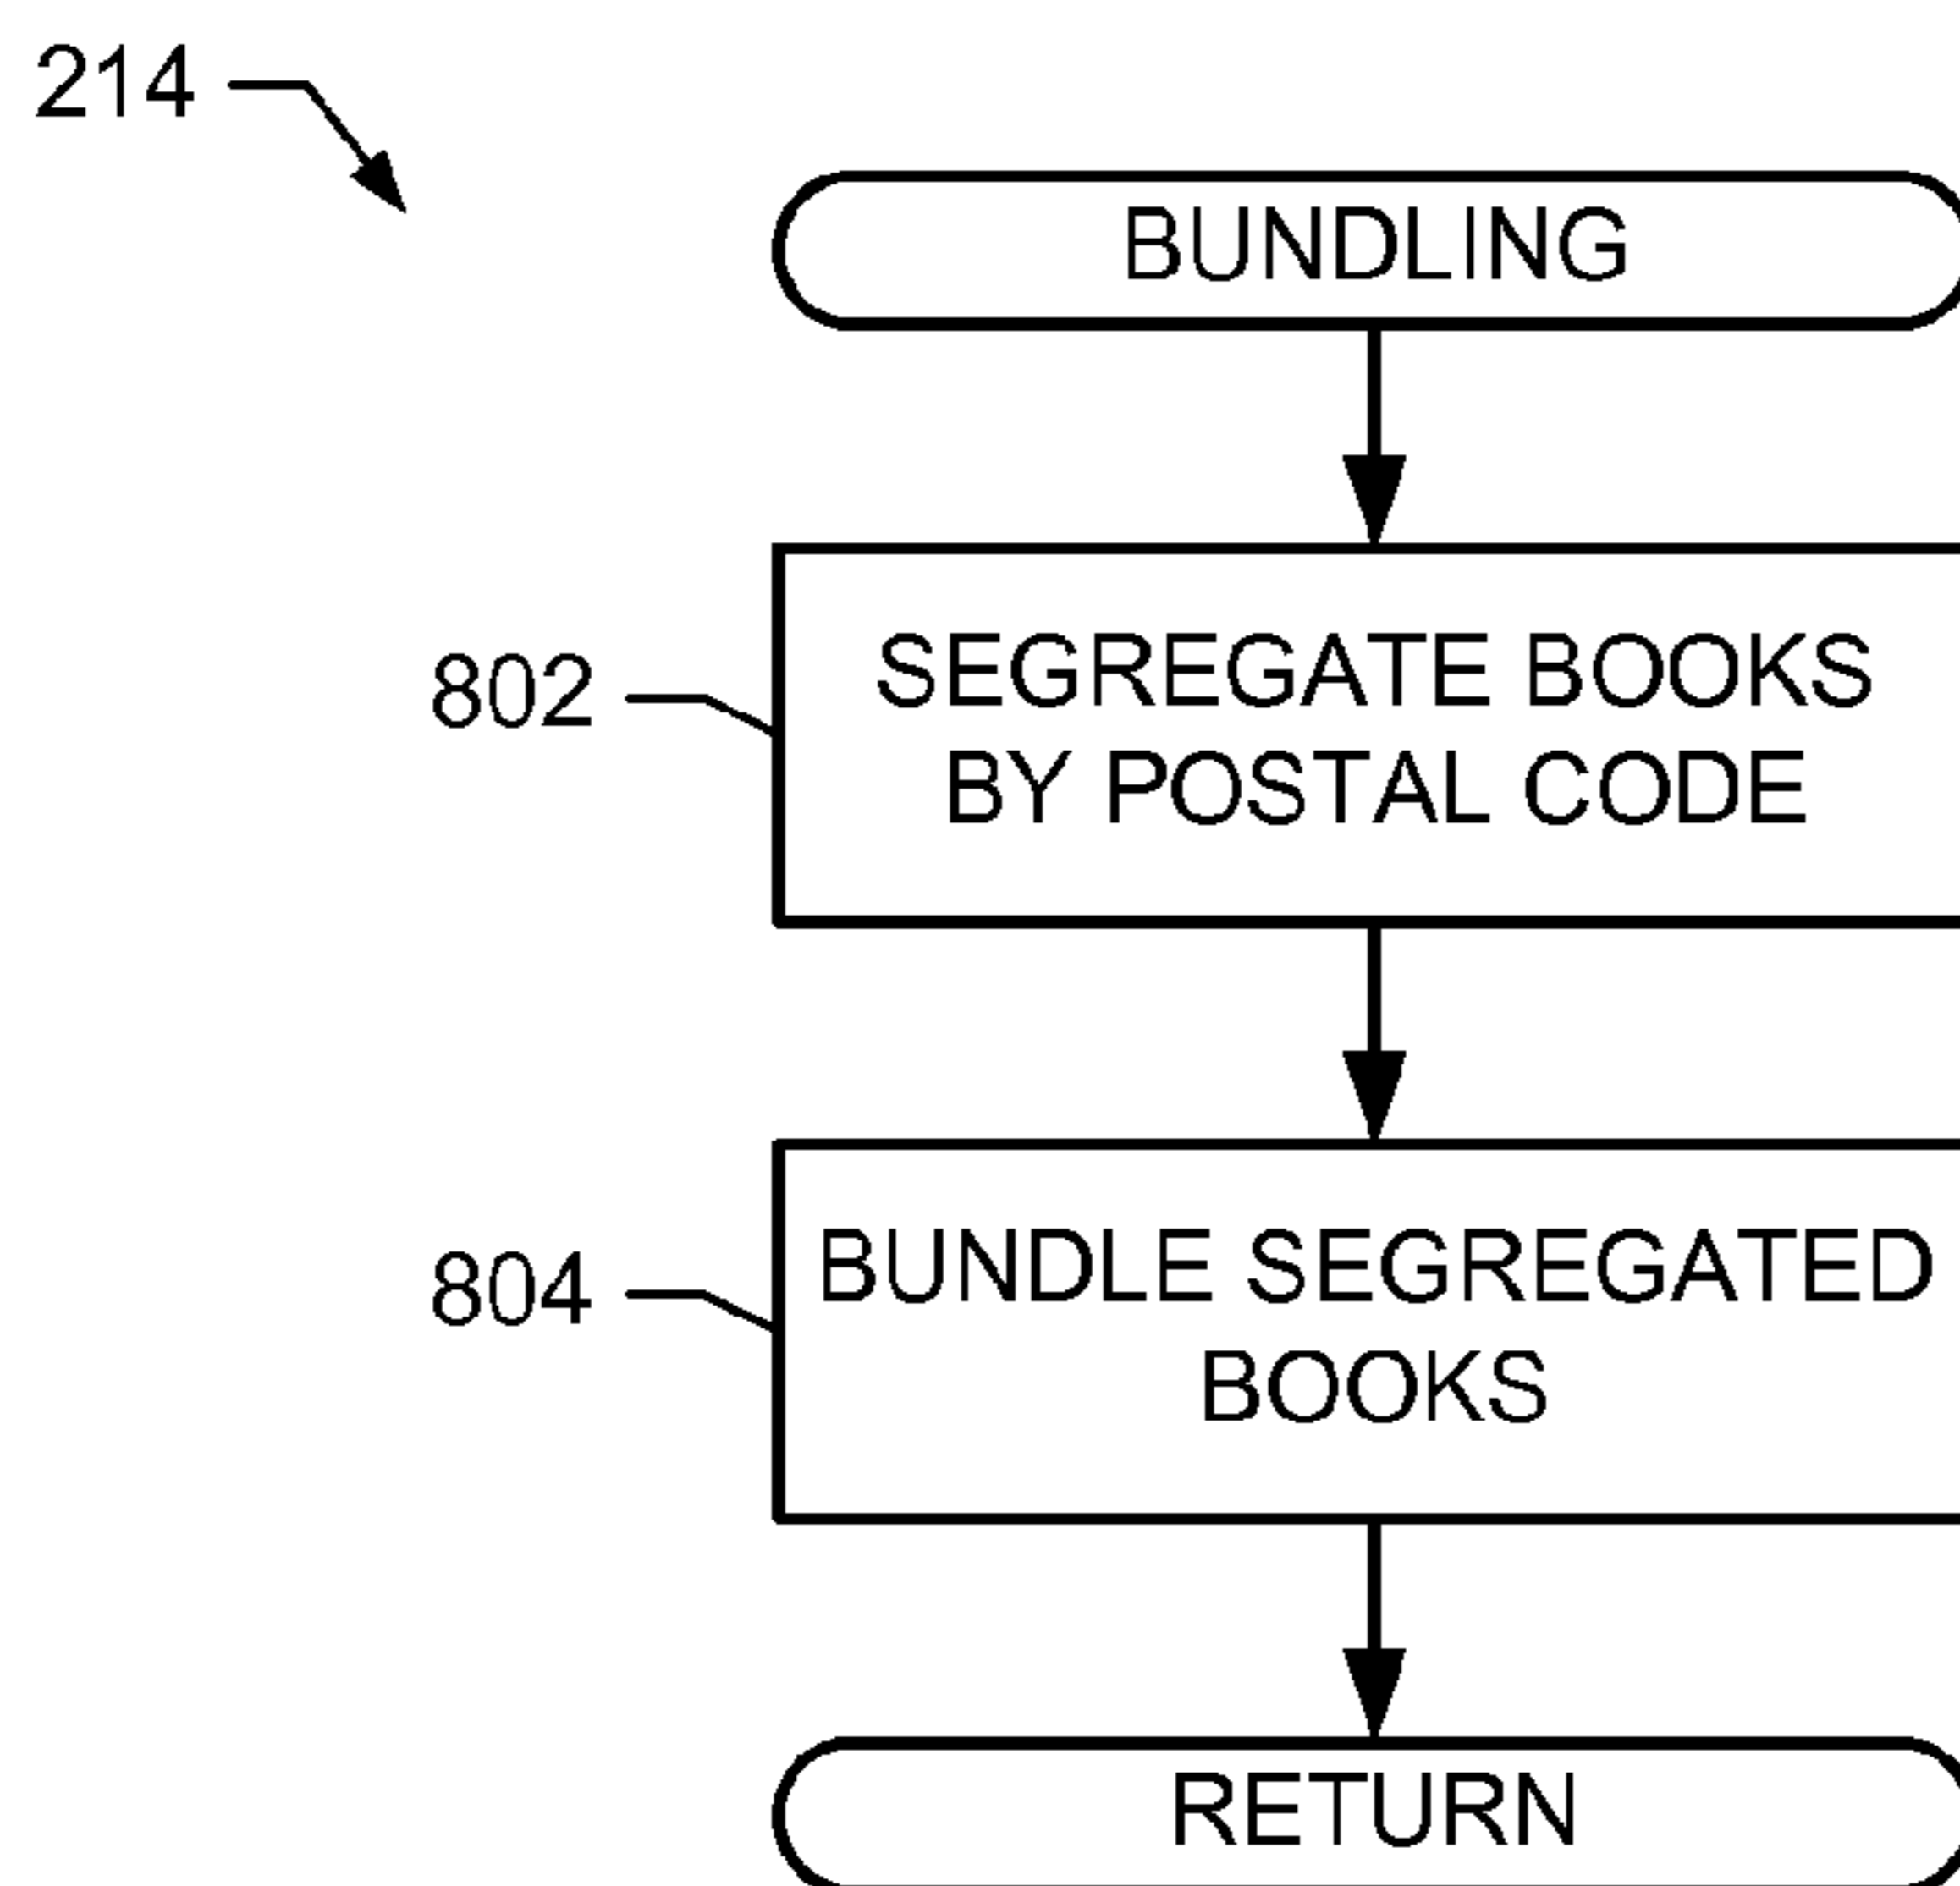 214
BUNDLING
802
SEGREGATE BOOKS
BY POSTAL CODE
804
BUNDLE SEGREGATED
BOOKS
RETURN